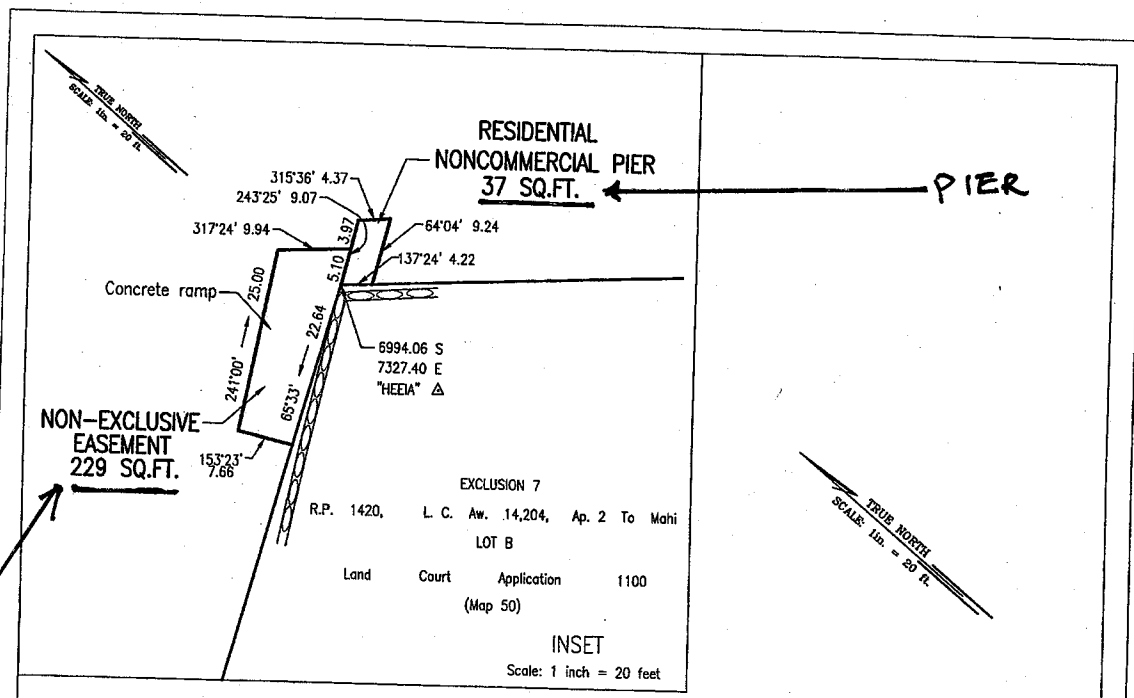 TRUE NORTH
SCALE: 1in. = 20 ft.
RESIDENTIAL
NONCOMMERCIAL PIER
37 SQ.FT.
PIER
315°36' 4.37
243°25' 9.07
317°24' 9.94
3.97
64°04' 9.24
5.10
137°24' 4.22
Concrete ramp
25.00
241°00'
22.64
65°33'
6994.06 S
7327.40 E
"HEEIA"
NON-EXCLUSIVE
EASEMENT
229 SQ.FT.
153°23'
7.66
EXCLUSION 7
R.P. 1420, L. C. Aw. 14,204, Ap. 2 To Mahi
LOT B
Land Court Application 1100
(Map 50)
INSET
Scale: 1 inch = 20 feet
TRUE NORTH
SCALE: 1in. = 20 ft.